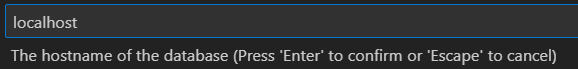 localhost
The hostname of the database (Press 'Enter' to confirm or 'Escape' to cancel)